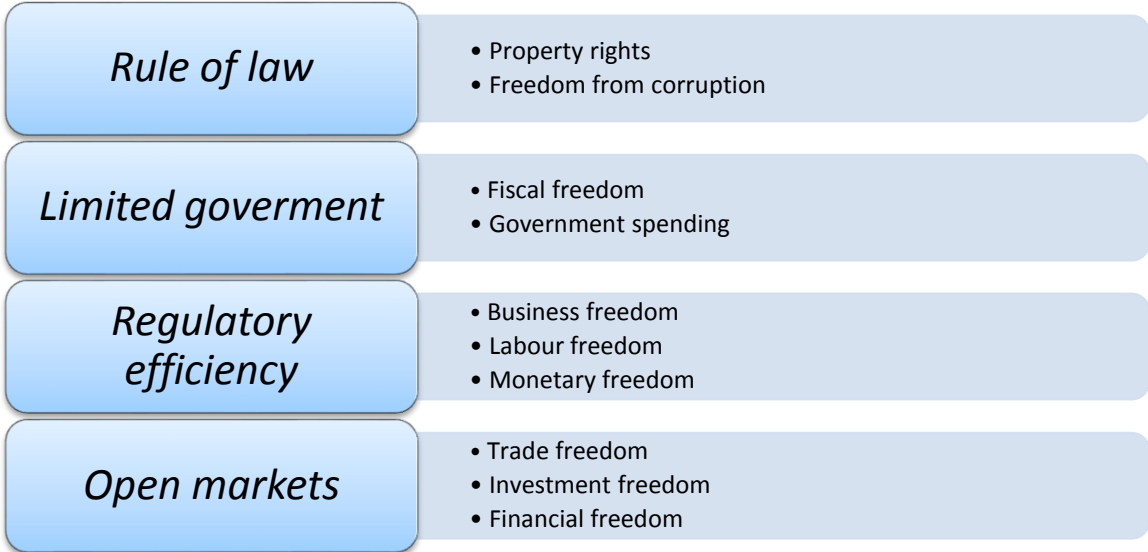 Rule of law
• Property rights
• Freedom from corruption
Limited goverment
• Fiscal freedom
• Government spending
Regulatory
efficiency
• Business freedom
• Labour freedom
• Monetary freedom
Open markets
• Trade freedom
• Investment freedom
• Financial freedom